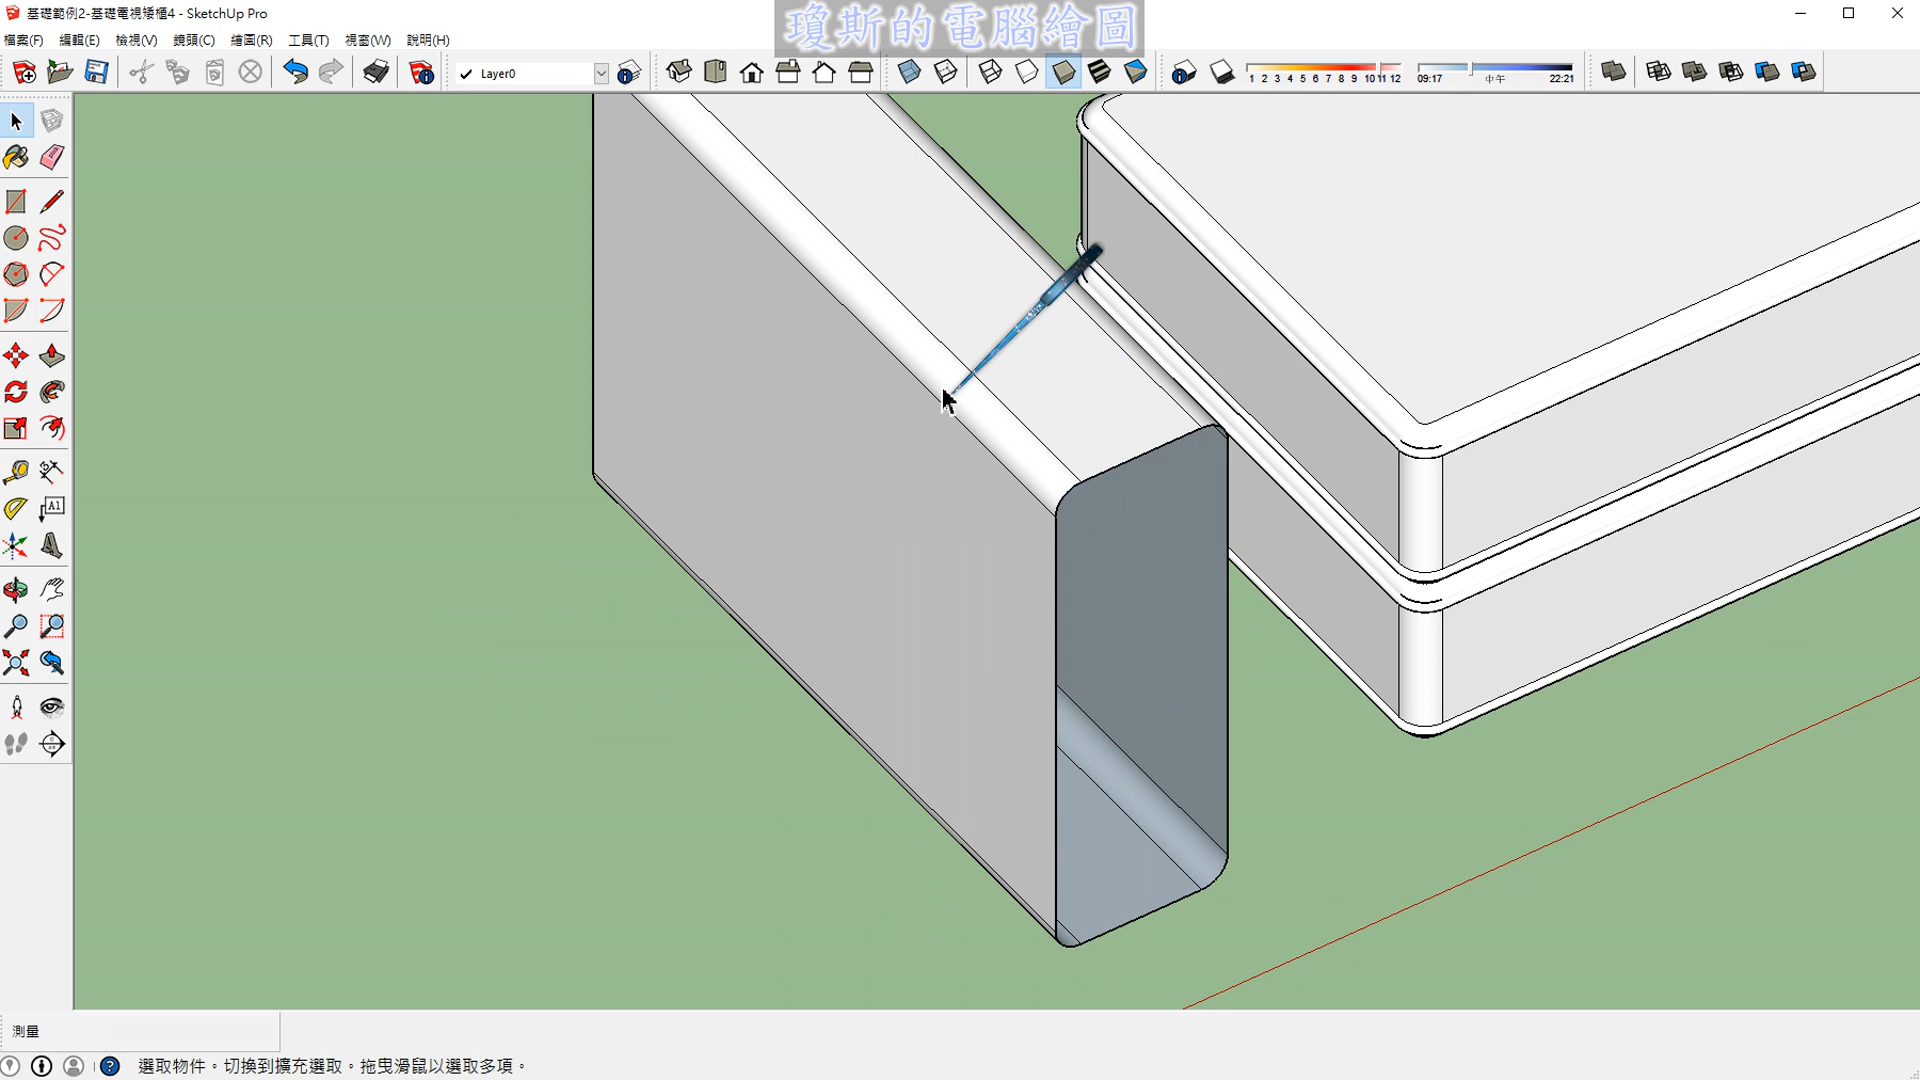 基礎範例2-基礎電視矮櫃4 - SketchUp Pro
瓊斯的電腦繪圖
檔案(F) 編輯(E) 檢視(V) 鏡頭(C) 繪圖(R) 工具(T) 視窗(W) 說明(H)
Layer0
1 2 3 4 5 6 7 8 9 10 11 12
09:17 中午 22:21
A1
測量
選取物件。切換到擴充選取。拖曳滑鼠以選取多項。